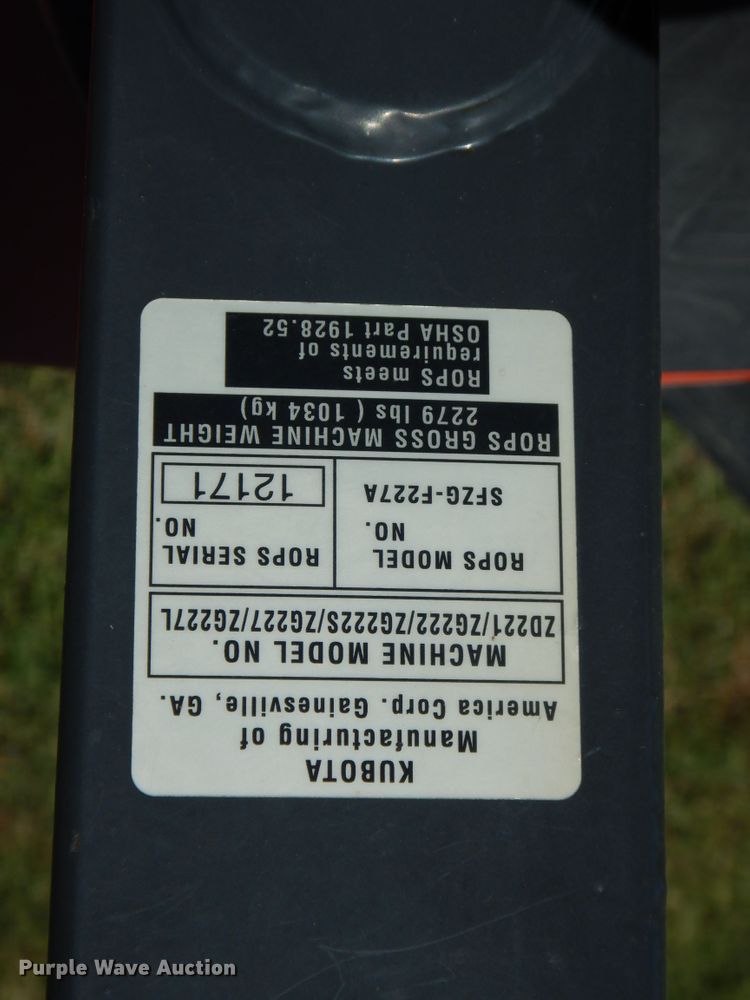 KUBOTA
Manufacturing of
America Corp. Gainesville, GA.
MACHINE MODEL NO.
ZD221/ZG222/ZG222S/ZG227/ZG227L
ROPS MODEL
NO.
SFZG-F227A
ROPS SERIAL
NO.
12171
ROPS GROSS MACHINE WEIGHT
2279 lbs ( 1034 kg)
ROPS meets
requirements of
OSHA Part 1928.52
Purple Wave Auction